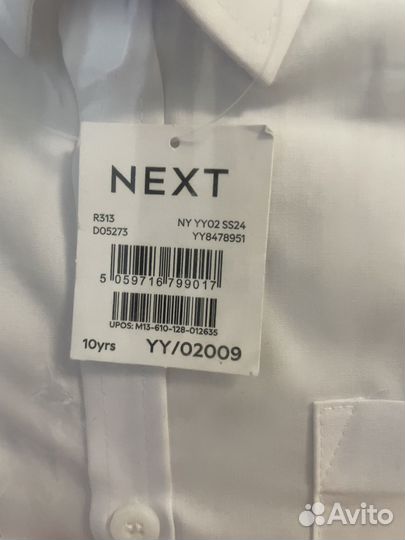 NEXT
R313 NY YY02 SS24
D05273 YY8478951
5 059716 799017
UPOS: M13-610-128-012635
10yrs YY/02009
Avito